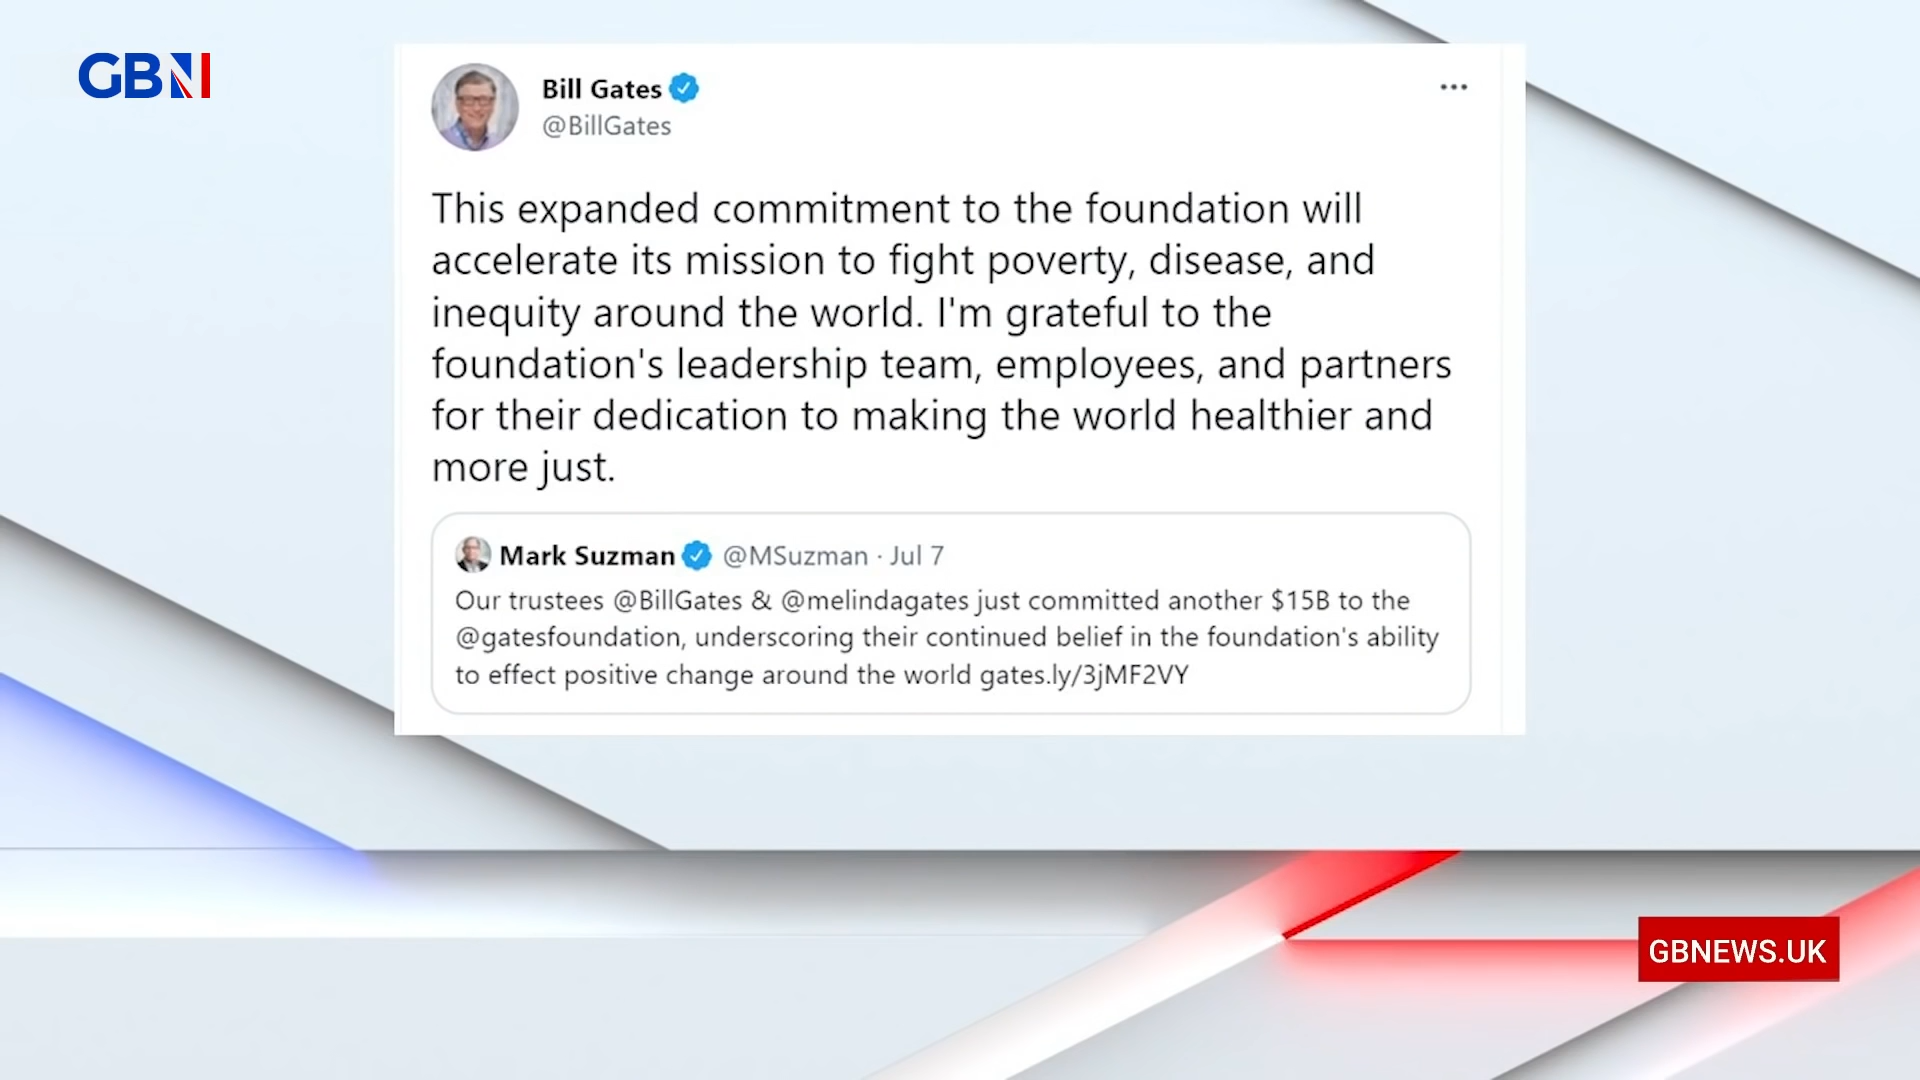 GBN
Bill Gates
@BillGates
This expanded commitment to the foundation will
accelerate its mission to fight poverty, disease, and
inequity around the world. I'm grateful to the
foundation's leadership team, employees, and partners
for their dedication to making the world healthier and
more just.
Mark Suzman @MSuzman · Jul 7
Our trustees @BillGates & @melindagates just committed another $15B to the
@gatesfoundation, underscoring their continued belief in the foundation's ability
to effect positive change around the world gates.ly/3jMF2VY
GBNEWS.UK